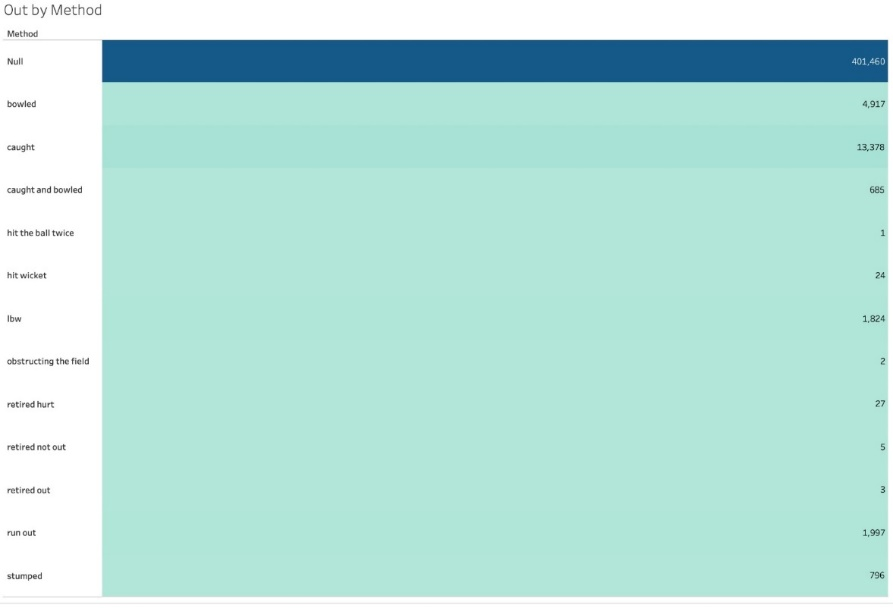 Out by Method
Method
Null 401,460
bowled 4,917
caught 13,378
caught and bowled 685
hit the ball twice 1
hit wicket 24
lbw 1,824
obstructing the field 2
retired hurt 27
retired not out 5
retired out 3
run out 1,997
stumped 796